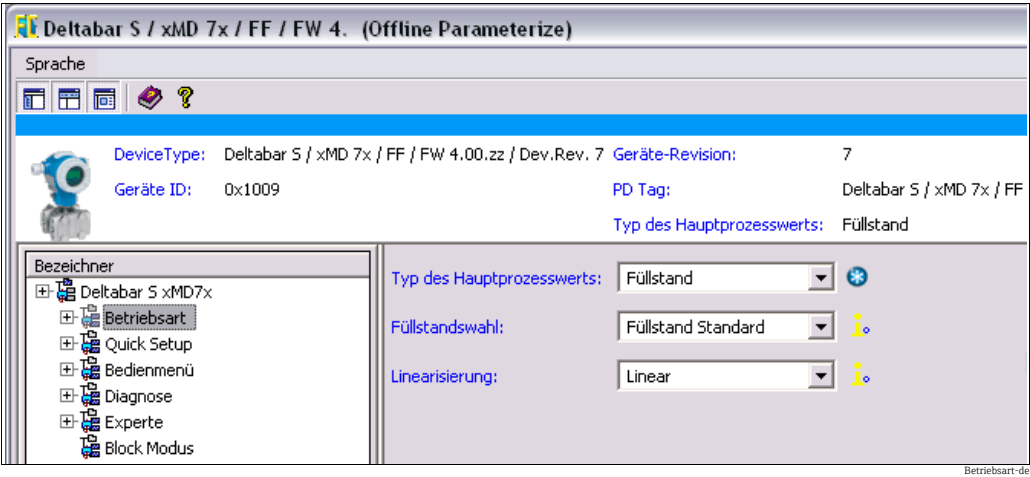 Deltabar S / xMD 7x / FF / FW 4. (Offline Parameterize)
Sprache
DeviceType: Deltabar S / xMD 7x / FF / FW 4.00.zz / Dev.Rev. 7 Geräte-Revision: 7
Geräte ID: 0x1009 PD Tag: Deltabar S / xMD 7x / FF
Typ des Hauptprozesswerts: Füllstand
Bezeichner
Deltabar S xMD7x
Betriebsart
Quick Setup
Bedienmenü
Diagnose
Experte
Block Modus
Typ des Hauptprozesswerts: Füllstand
Füllstandswahl: Füllstand Standard
Linearisierung: Linear
Betriebsart-de